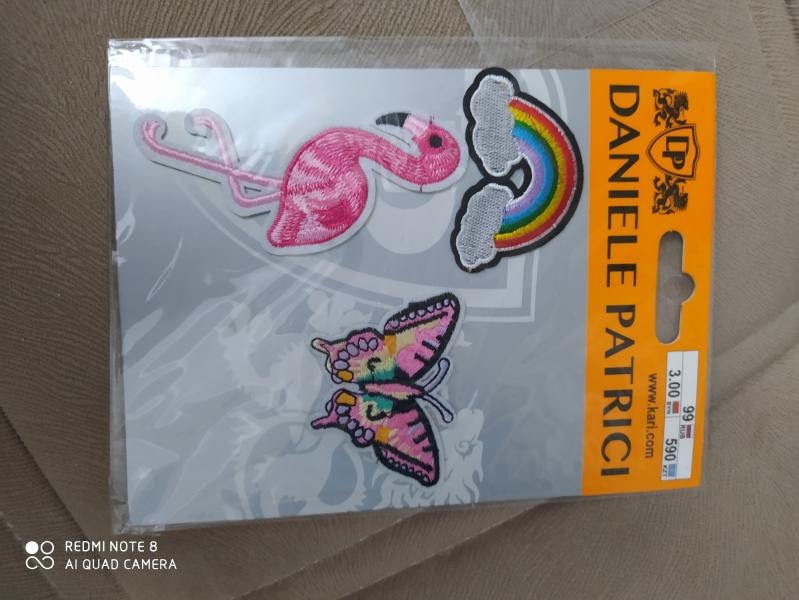 DP
DANIELE PATRICI
www.kari.com
99 RUB
3.00 BYN
590 KZT
REDMI NOTE 8
AI QUAD CAMERA